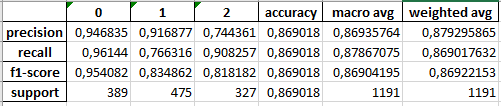 0 1 2 accuracy macro avg weighted avg
precision 0,946835 0,916877 0,744361 0,869018 0,86935764 0,879295865
recall 0,96144 0,766316 0,908257 0,869018 0,87867075 0,869017632
f1-score 0,954082 0,834862 0,818182 0,869018 0,86904195 0,86922153
support 389 475 327 0,869018 1191 1191